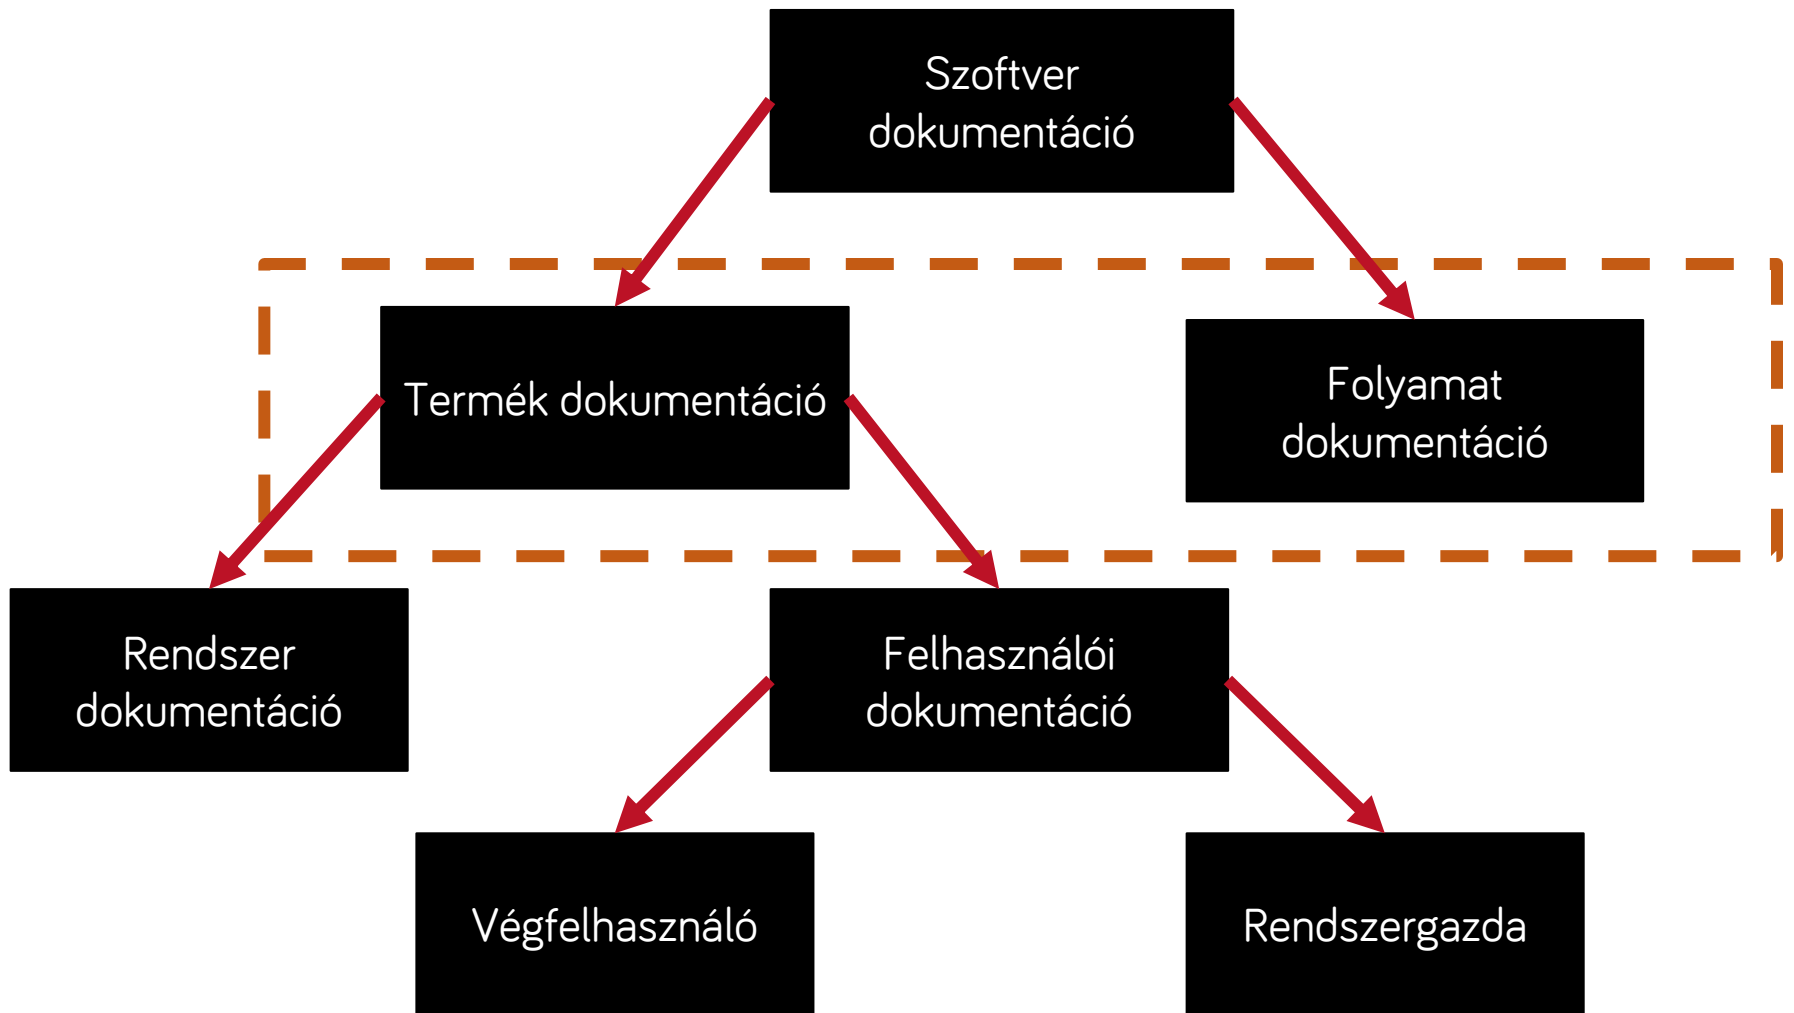 Szoftver
dokumentáció
Termék dokumentáció
Folyamat
dokumentáció
Rendszer
dokumentáció
Felhasználói
dokumentáció
Végfelhasználó
Rendszergazda